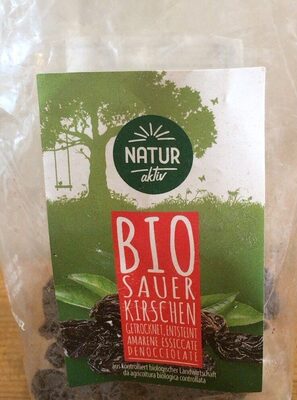 NATUR
aktiv
BIO
SAUER
KIRSCHEN
GETROCKNET, ENTSTEINT
AMARENE ESSICCATE
DENOCCIOLATE
aus kontrolliert biologischer Landwirtschaft
da agricoltura biologica controllata